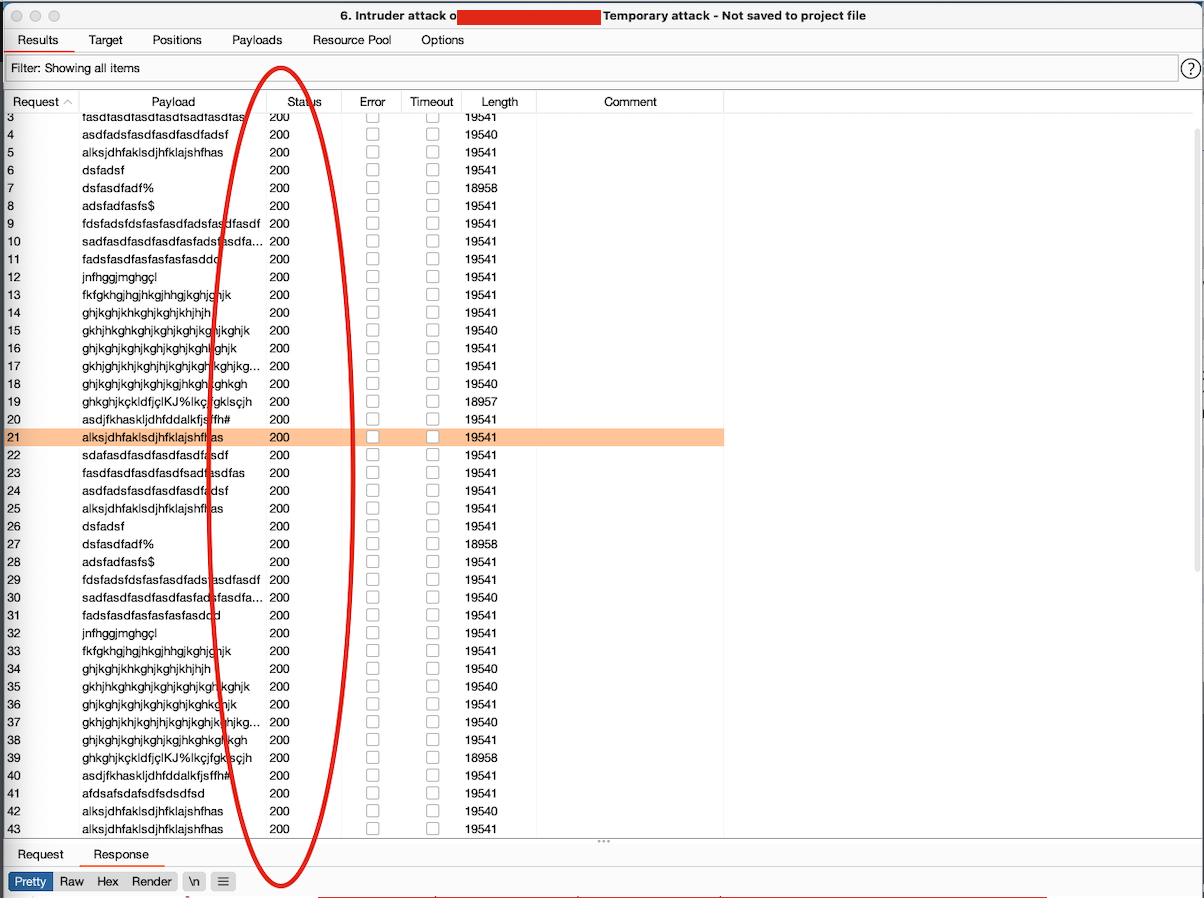 6. Intruder attack o Temporary attack - Not saved to project file
Results Target Positions Payloads Resource Pool Options
Filter: Showing all items
?
Request Payload Status Error Timeout Length Comment
3 fasdfasdfasdfasdfsadfasdfas 200 19541
4 asdfadsfasdfasdfasdfadsf 200 19540
5 alksjdhfaklsdjhfklajshfhas 200 19541
6 dsfadsf 200 19541
7 dsfasdfadf% 200 18958
8 adsfadfasfs$ 200 19541
9 fdsfadsfdsfasfasdfadsfasdfasdf 200 19541
10 sadfasdfasdfasdfasfadsfasdfa... 200 19541
11 fadsfasdfasfasfasfasddd 200 19541
12 jnfhggjmghgçl 200 19541
13 fkfgkhgjhgjhkgjhhgjkghjghjk 200 19541
14 ghjkghjkhkghjkghjkhjhjh 200 19541
15 gkhjhkghkghjkghjkghjkghjkghjk 200 19540
16 ghjkghjkghjkghjkghjkghkghjk 200 19541
17 gkhjghjkhjkghjhjkghjkghjkghjkg... 200 19541
18 ghjkghjkghjkghjkgjhkghkghkgh 200 19540
19 ghkghjkçkldfjçlKJ%lkçjfgklsçjh 200 18957
20 asdjfkhaskljdhfddalkfjsffh# 200 19541
21 alksjdhfaklsdjhfklajshfhas 200 19541
22 sdafasdfasdfasdfasdfasdf 200 19541
23 fasdfasdfasdfasdfsadfasdfas 200 19541
24 asdfadsfasdfasdfasdfadsf 200 19541
25 alksjdhfaklsdjhfklajshfhas 200 19541
26 dsfadsf 200 19541
27 dsfasdfadf% 200 18958
28 adsfadfasfs$ 200 19541
29 fdsfadsfdsfasfasdfadsfasdfasdf 200 19541
30 sadfasdfasdfasdfasfadsfasdfa... 200 19540
31 fadsfasdfasfasfasfasddd 200 19541
32 jnfhggjmghgçl 200 19541
33 fkfgkhgjhgjhkgjhhgjkghjghjk 200 19541
34 ghjkghjkhkghjkghjkhjhjh 200 19540
35 gkhjhkghkghjkghjkghjkghjkghjk 200 19540
36 ghjkghjkghjkghjkghjkghkghjk 200 19541
37 gkhjghjkhjkghjhjkghjkghjkghjkg... 200 19540
38 ghjkghjkghjkghjkgjhkghkghkgh 200 19541
39 ghkghjkçkldfjçlKJ%lkçjfgklsçjh 200 18958
40 asdjfkhaskljdhfddalkfjsffh# 200 19541
41 afdsafsdafsdfsdsdfsd 200 19541
42 alksjdhfaklsdjhfklajshfhas 200 19540
43 alksjdhfaklsdjhfklajshfhas 200 19541
Request Response
Pretty Raw Hex Render \n